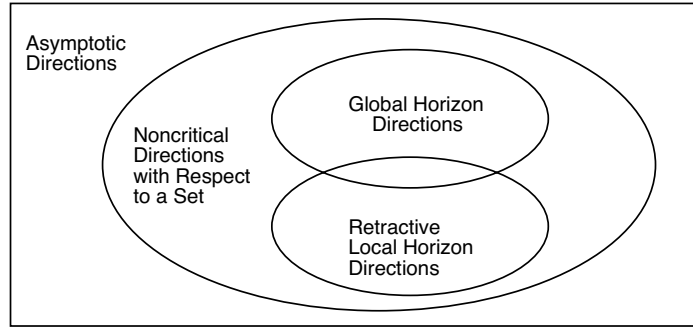 Asymptotic
Directions
Global Horizon
Directions
Noncritical
Directions
with Respect
to a Set
Retractive
Local Horizon
Directions